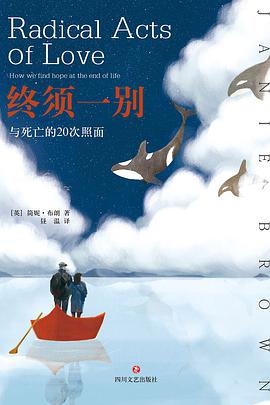 Radical Acts
of Love
How we find hope at the end of life
终须一别
与死亡的20次照面
JANIE BROWN
[英] 简妮·布朗 著
昼温 译
四川文艺出版社